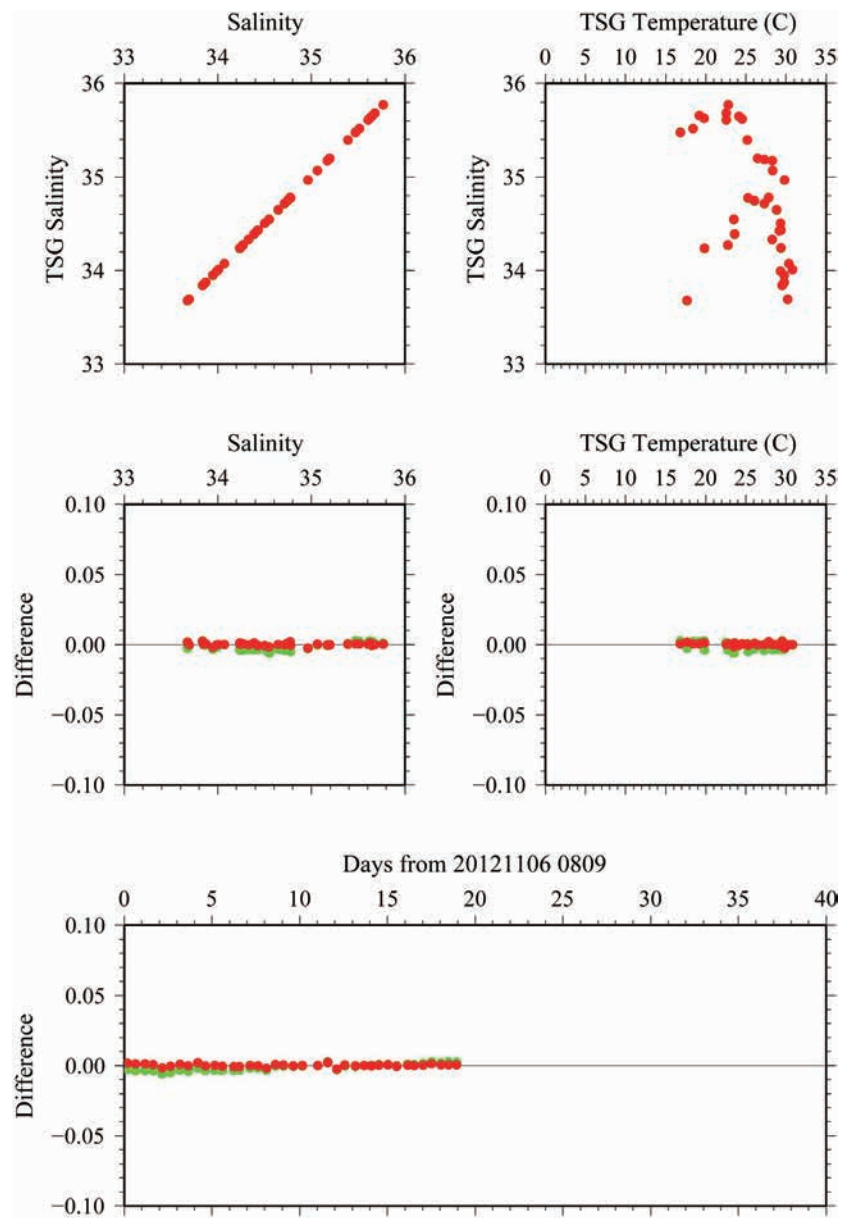 Salinity
33 34 35 36
TSG Salinity
36
35
34
33
TSG Temperature (C)
0 5 10 15 20 25 30 35
TSG Salinity
36
35
34
33
Salinity
33 34 35 36
Difference
0.10
0.05
0.00
−0.05
−0.10
TSG Temperature (C)
0 5 10 15 20 25 30 35
Difference
0.10
0.05
0.00
−0.05
−0.10
Days from 20121106 0809
0 5 10 15 20 25 30 35 40
Difference
0.10
0.05
0.00
−0.05
−0.10